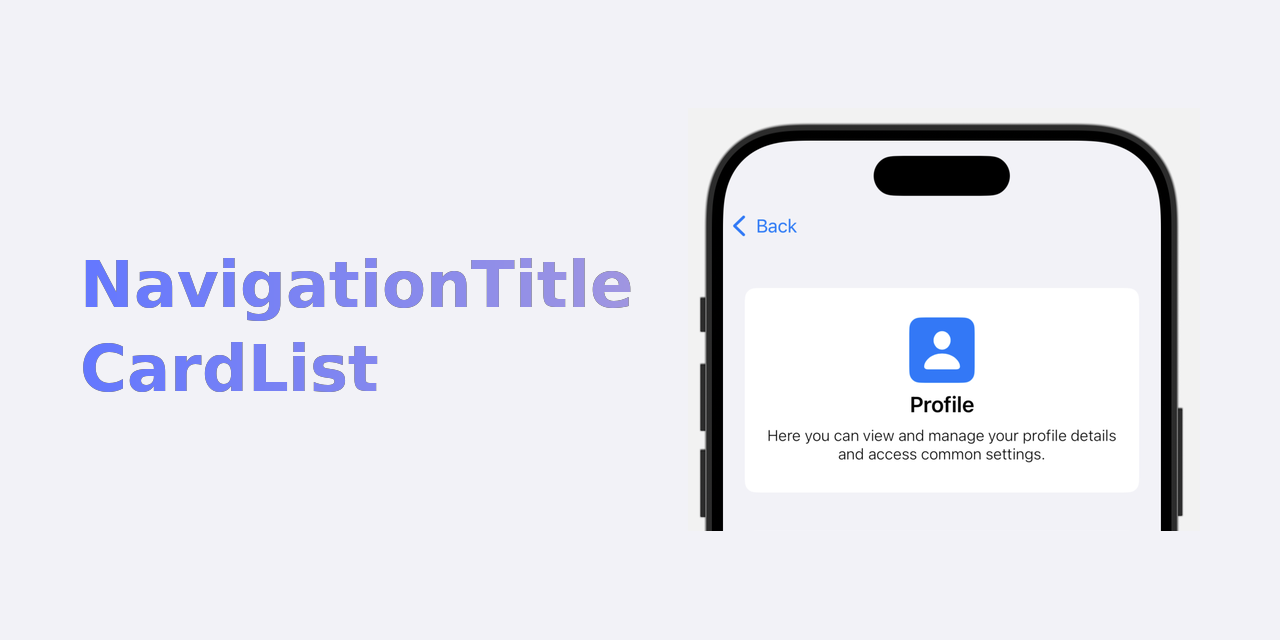 NavigationTitle
CardList
Back
Profile
Here you can view and manage your profile details
and access common settings.